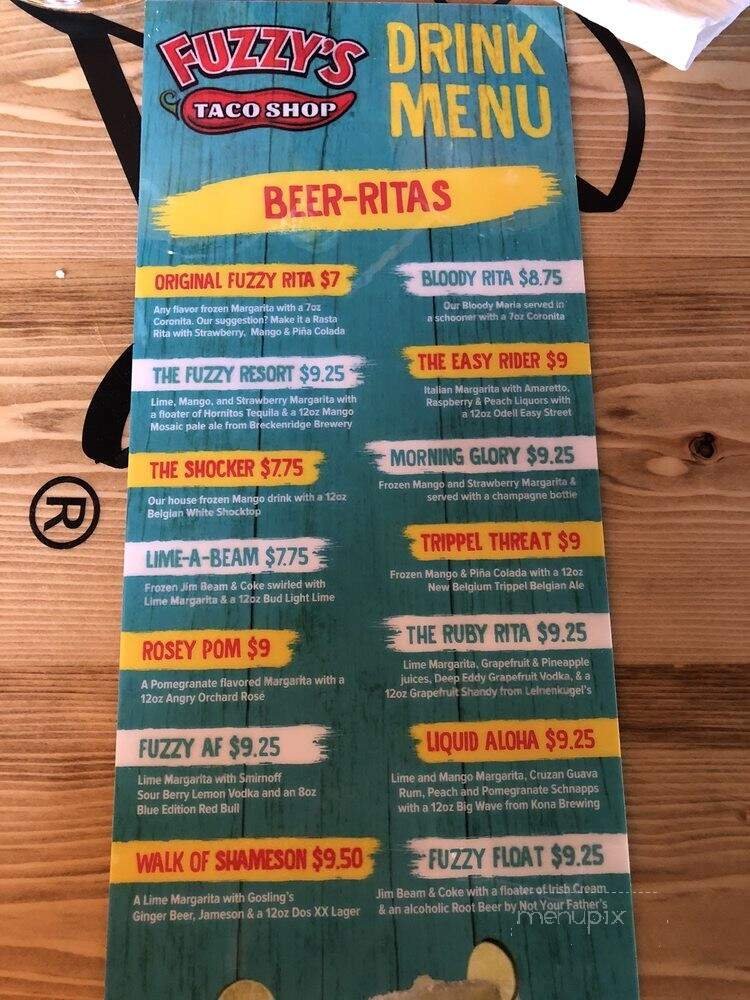 FUZZY'S
TACO SHOP
DRINK
MENU
BEER-RITAS
ORIGINAL FUZZY RITA $7
Any flavor frozen Margarita with a 7oz
Coronita. Our suggestion? Make it a Rasta
Rita with Strawberry, Mango & Piña Colada
THE FUZZY RESORT $9.25
Lime, Mango, and Strawberry Margarita with
a floater of Hornitos Tequila & a 12oz Mango
Mosaic pale ale from Breckenridge Brewery
THE SHOCKER $7.75
Our house frozen Mango drink with a 12oz
Belgian White Shocktop
LIME-A-BEAM $7.75
Frozen Jim Beam & Coke swirled with
Lime Margarita & a 12oz Bud Light Lime
ROSEY POM $9
A Pomegranate flavored Margarita with a
12oz Angry Orchard Rosé
FUZZY AF $9.25
Lime Margarita with Smirnoff
Sour Berry Lemon Vodka and an 8oz
Blue Edition Red Bull
WALK OF SHAMESON $9.50
A Lime Margarita with Gosling's
Ginger Beer, Jameson & a 12oz Dos XX Lager
BLOODY RITA $8.75
Our Bloody Maria served in
a schooner with a 7oz Coronita
THE EASY RIDER $9
Italian Margarita with Amaretto,
Raspberry & Peach Liquors with
a 12oz Odell Easy Street
MORNING GLORY $9.25
Frozen Mango and Strawberry Margarita &
served with a champagne bottle
TRIPPEL THREAT $9
Frozen Mango & Piña Colada with a 12oz
New Belgium Trippel Belgian Ale
THE RUBY RITA $9.25
Lime Margarita, Grapefruit & Pineapple
juices, Deep Eddy Grapefruit Vodka, & a
12oz Grapefruit Shandy from Leinenkugel's
LIQUID ALOHA $9.25
Lime and Mango Margarita, Cruzan Guava
Rum, Peach and Pomegranate Schnapps
with a 12oz Big Wave from Kona Brewing
FUZZY FLOAT $9.25
Jim Beam & Coke with a floater of Irish Cream
& an alcoholic Root Beer by Not Your Father's
menupix
®